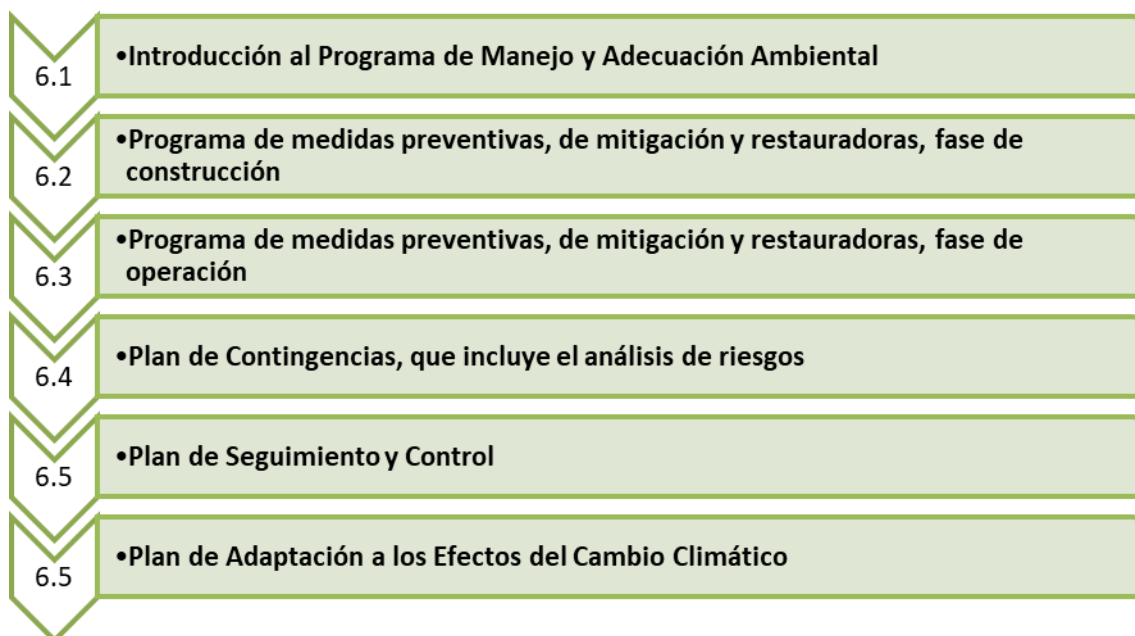 6.1
•Introducción al Programa de Manejo y Adecuación Ambiental
6.2
•Programa de medidas preventivas, de mitigación y restauradoras, fase de
construcción
6.3
•Programa de medidas preventivas, de mitigación y restauradoras, fase de
operación
6.4
•Plan de Contingencias, que incluye el análisis de riesgos
6.5
•Plan de Seguimiento y Control
6.5
•Plan de Adaptación a los Efectos del Cambio Climático